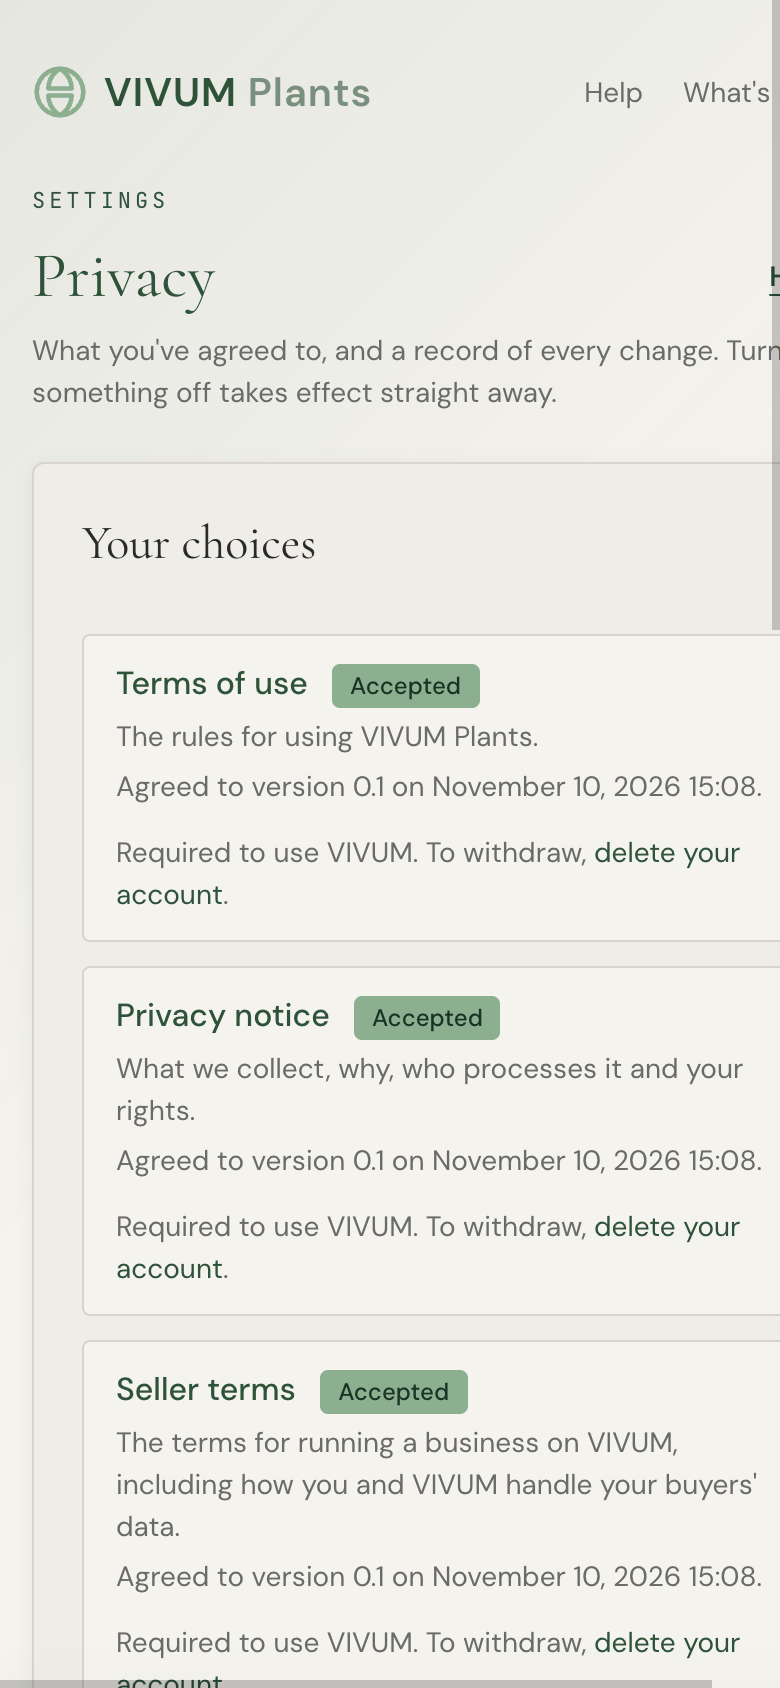 VIVUM Plants
Help What's
SETTINGS
Privacy
What you've agreed to, and a record of every change. Turn
something off takes effect straight away.
Your choices
Terms of use Accepted
The rules for using VIVUM Plants.
Agreed to version 0.1 on November 10, 2026 15:08.
Required to use VIVUM. To withdraw, delete your
account.
Privacy notice Accepted
What we collect, why, who processes it and your
rights.
Agreed to version 0.1 on November 10, 2026 15:08.
Required to use VIVUM. To withdraw, delete your
account.
Seller terms Accepted
The terms for running a business on VIVUM,
including how you and VIVUM handle your buyers'
data.
Agreed to version 0.1 on November 10, 2026 15:08.
Required to use VIVUM. To withdraw, delete your
account